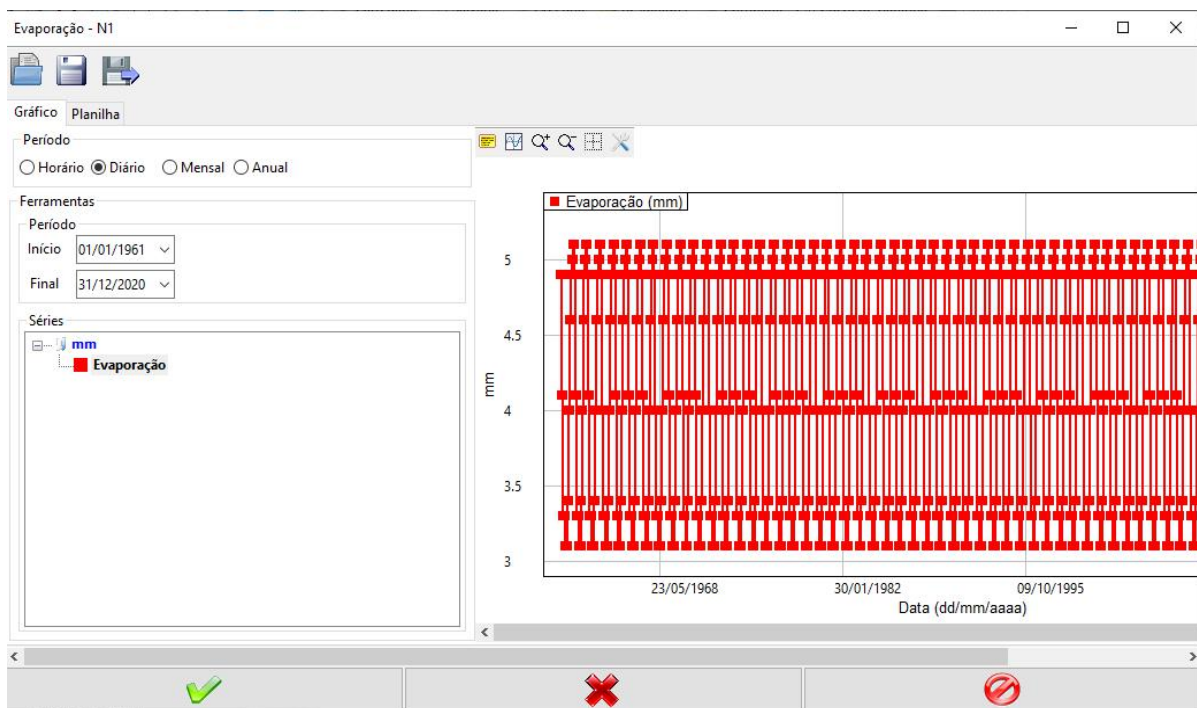 Evaporação - N1
Gráfico Planilha
Período
Horário Diário Mensal Anual
Ferramentas
Período
Início 01/01/1961
Final 31/12/2020
Séries
mm
Evaporação
Evaporação (mm)
5
4.5
mm
4
3.5
3
23/05/1968 30/01/1982 09/10/1995
Data (dd/mm/aaaa)